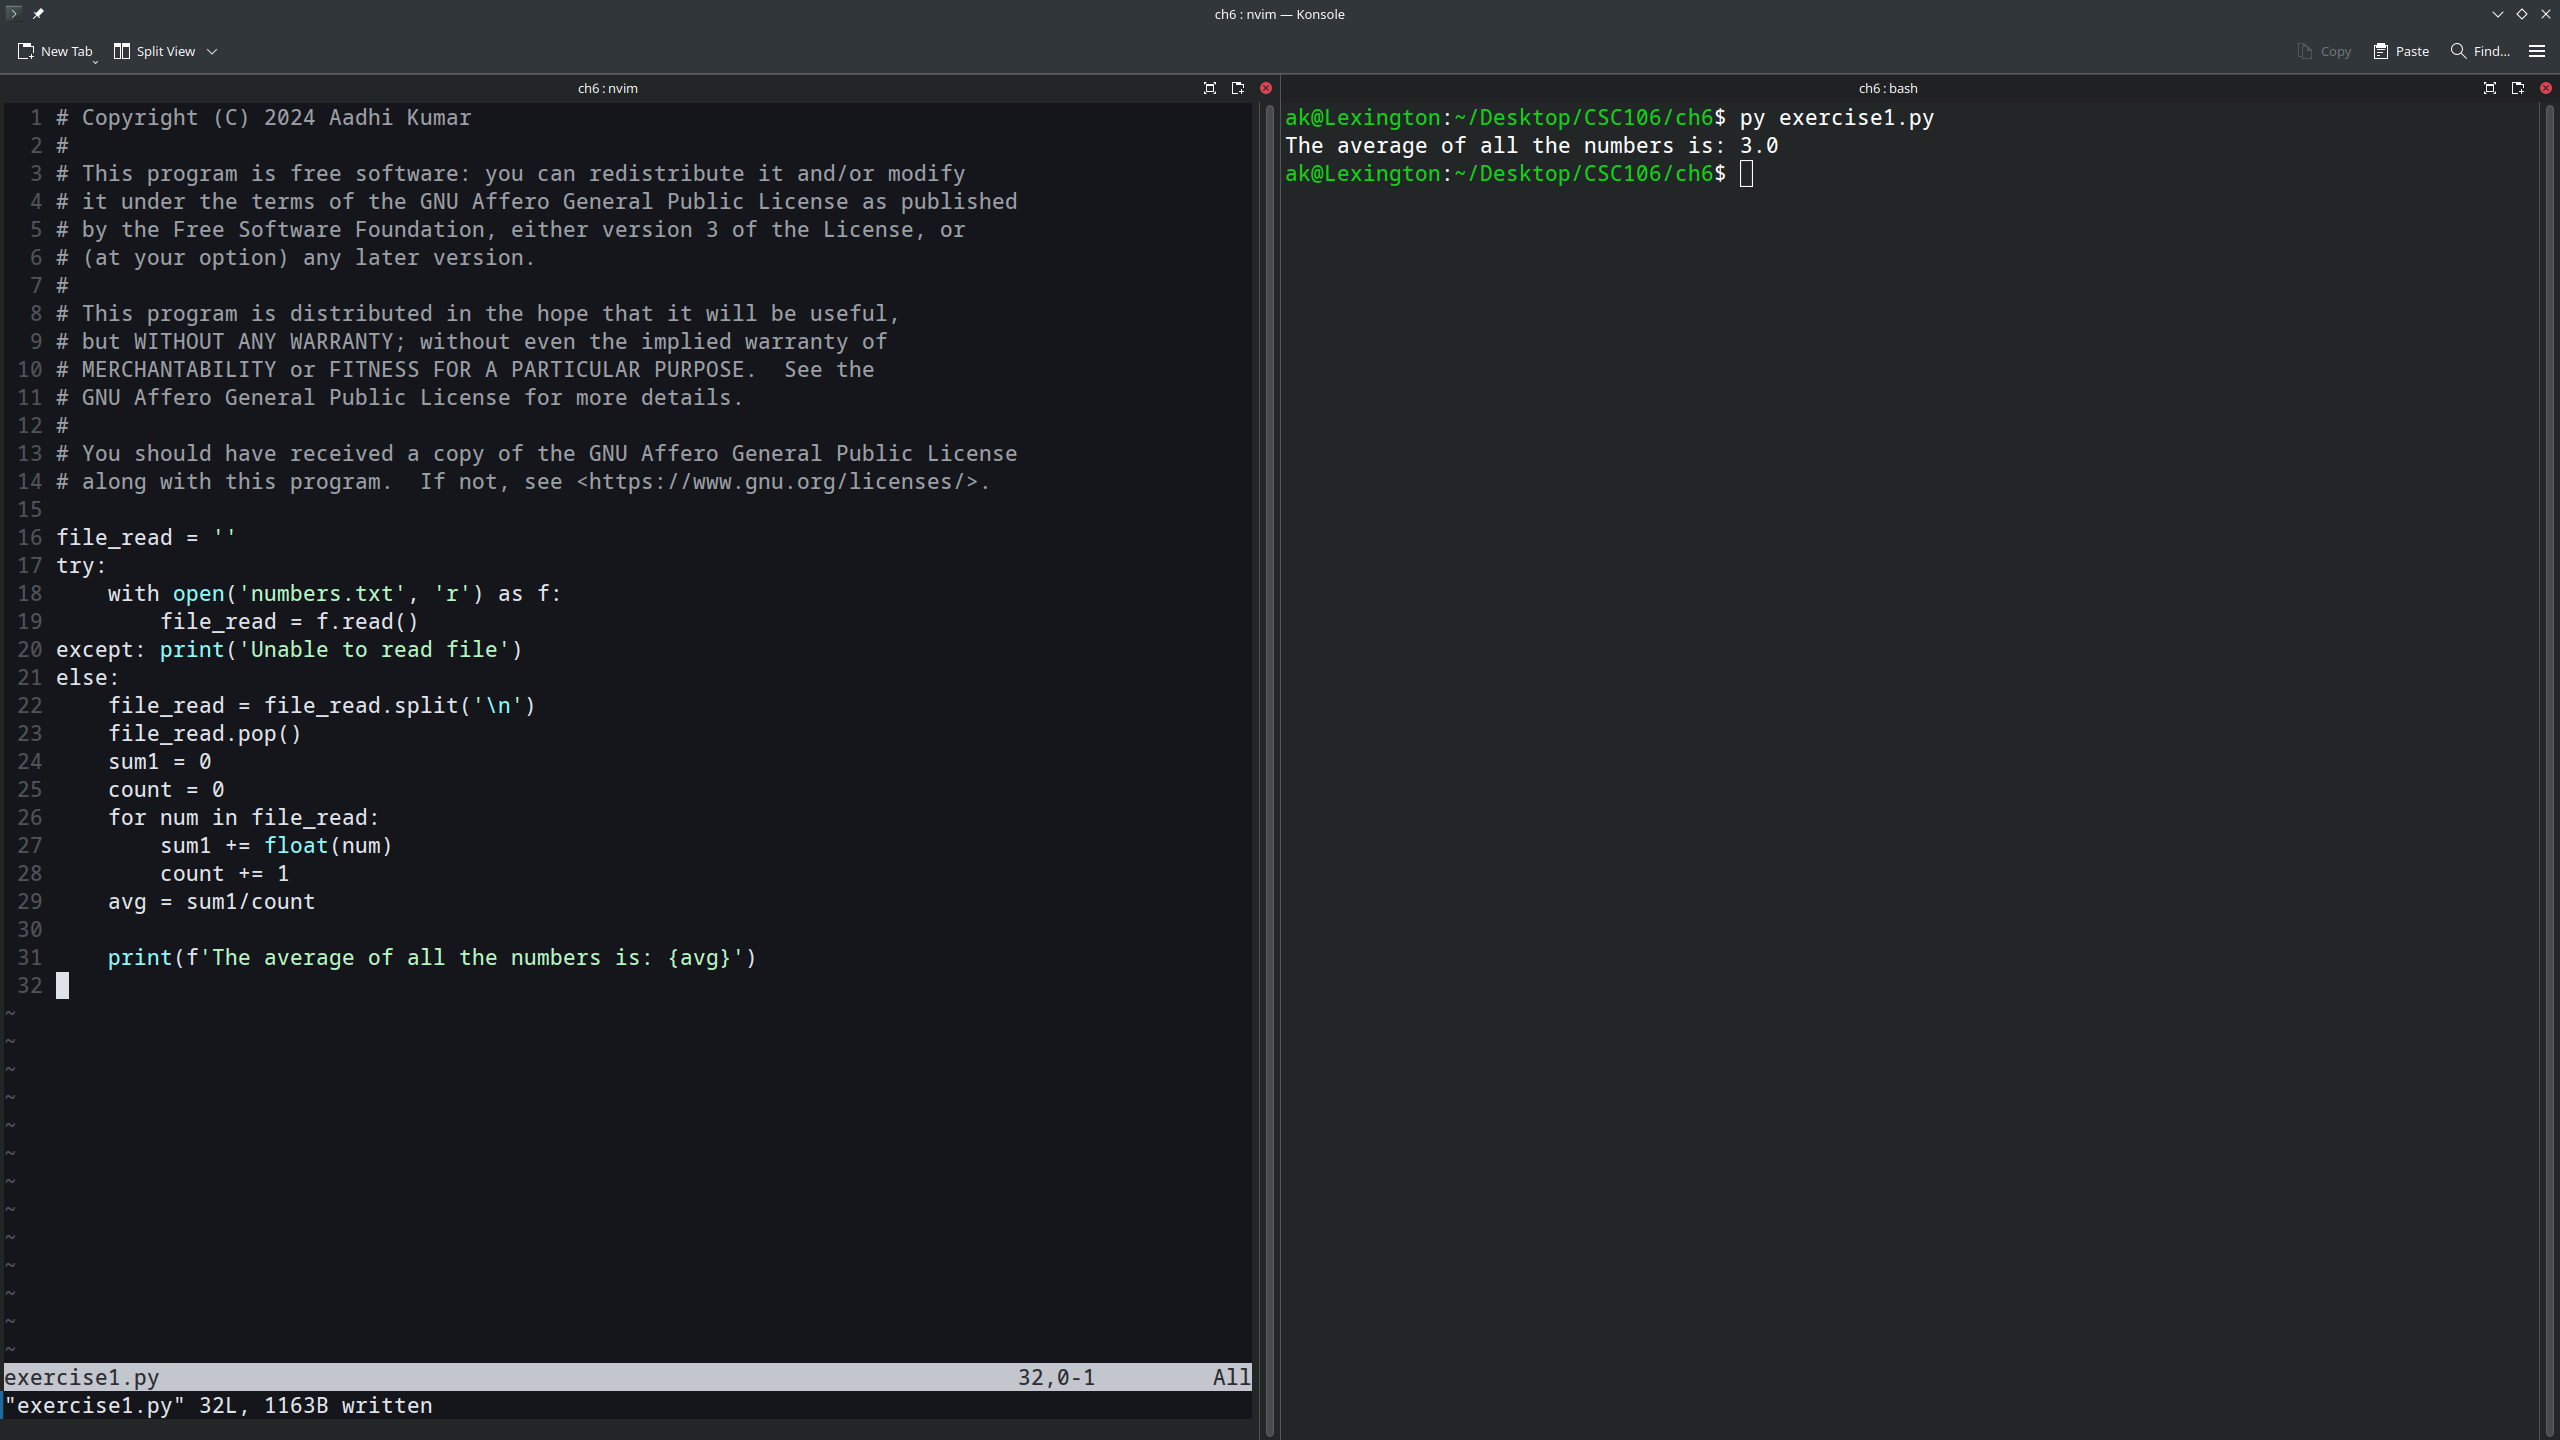 ch6 : nvim — Konsole
New Tab
Split View
Copy
Paste
Find...
ch6 : nvim
1 # Copyright (C) 2024 Aadhi Kumar
2 #
3 # This program is free software: you can redistribute it and/or modify
4 # it under the terms of the GNU Affero General Public License as published
5 # by the Free Software Foundation, either version 3 of the License, or
6 # (at your option) any later version.
7 #
8 # This program is distributed in the hope that it will be useful,
9 # but WITHOUT ANY WARRANTY; without even the implied warranty of
10 # MERCHANTABILITY or FITNESS FOR A PARTICULAR PURPOSE.  See the
11 # GNU Affero General Public License for more details.
12 #
13 # You should have received a copy of the GNU Affero General Public License
14 # along with this program.  If not, see <https://www.gnu.org/licenses/>.
15
16 file_read = ''
17 try:
18     with open('numbers.txt', 'r') as f:
19         file_read = f.read()
20 except: print('Unable to read file')
21 else:
22     file_read = file_read.split('\n')
23     file_read.pop()
24     sum1 = 0
25     count = 0
26     for num in file_read:
27         sum1 += float(num)
28         count += 1
29     avg = sum1/count
30
31     print(f'The average of all the numbers is: {avg}')
32
~
~
~
~
~
~
~
~
~
~
~
~
~
exercise1.py 32,0-1 All
"exercise1.py" 32L, 1163B written
ch6 : bash
ak@Lexington:~/Desktop/CSC106/ch6$ py exercise1.py
The average of all the numbers is: 3.0
ak@Lexington:~/Desktop/CSC106/ch6$